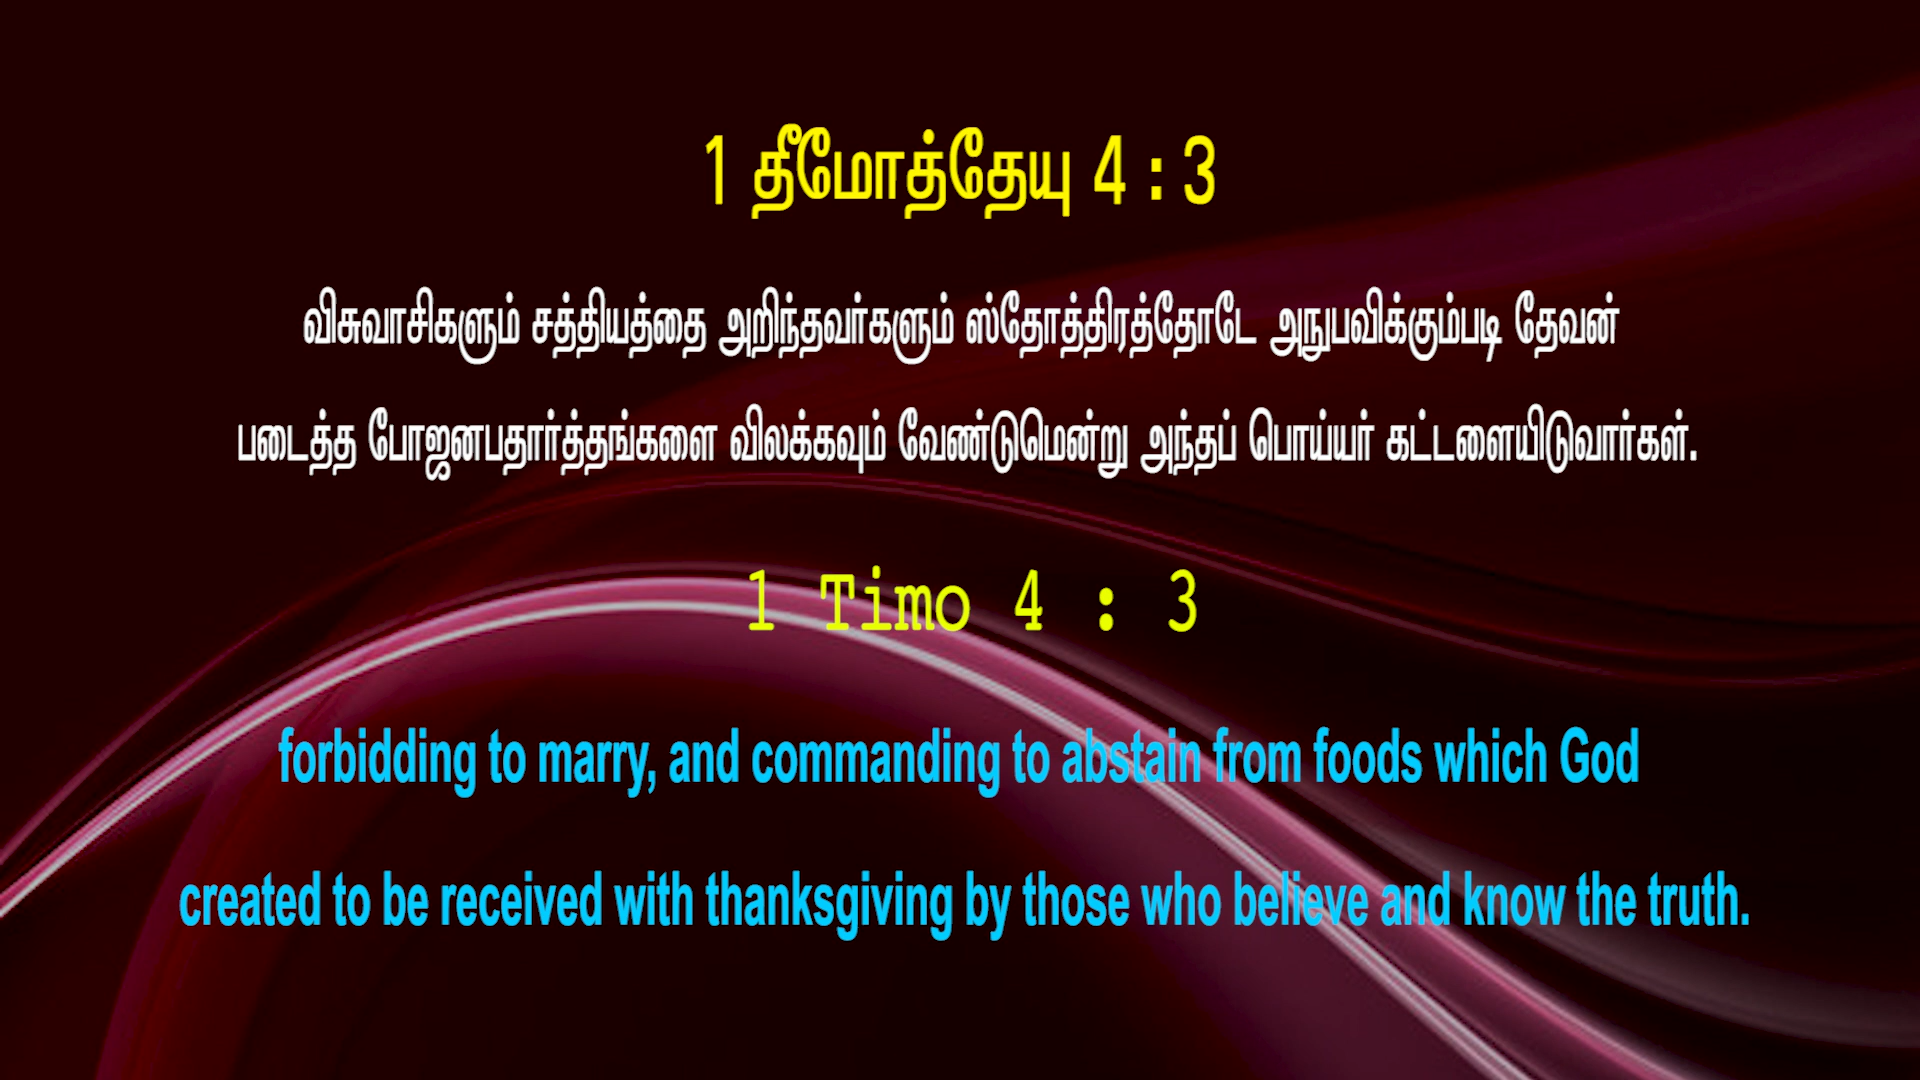 1 தீமோத்தேயு 4 : 3
விசுவாசிகளும் சத்தியத்தை அறிந்தவர்களும் ஸ்தோத்திரத்தோடே அநுபவிக்கும்படி தேவன்
படைத்த போஜனபதார்த்தங்களை விலக்கவும் வேண்டுமென்று அந்தப் பொய்யர் கட்டளையிடுவார்கள்.
1 Timo 4 : 3
forbidding to marry, and commanding to abstain from foods which God
created to be received with thanksgiving by those who believe and know the truth.